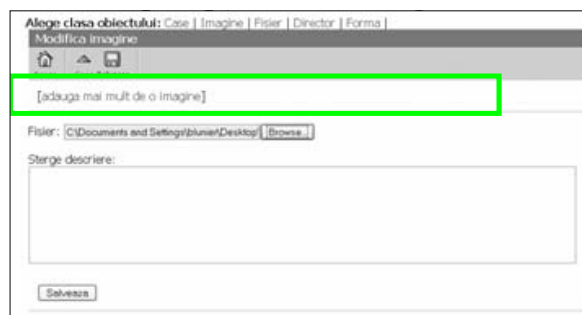 Alege clasa obiectului: Case | Imagine | Fisier | Director | Forma |
Modifica imagine
[adauga mai mult de o imagine]
Fisier: C:\Documents and Settings\blunier\Desktop\ Browse...
Sterge descriere:
Salveaza